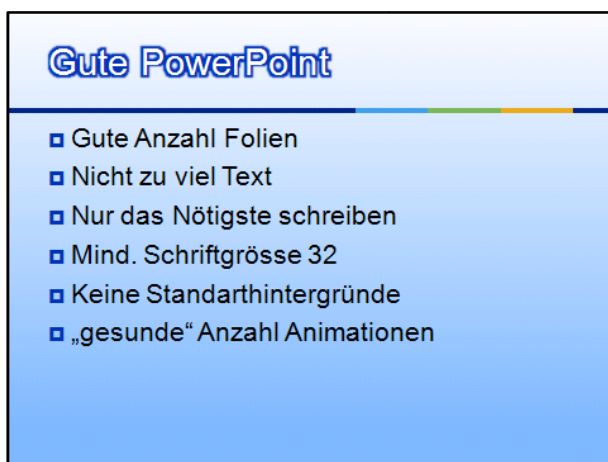 Gute PowerPoint
Gute Anzahl Folien
Nicht zu viel Text
Nur das Nötigste schreiben
Mind. Schriftgrösse 32
Keine Standarthintergründe
„gesunde“ Anzahl Animationen